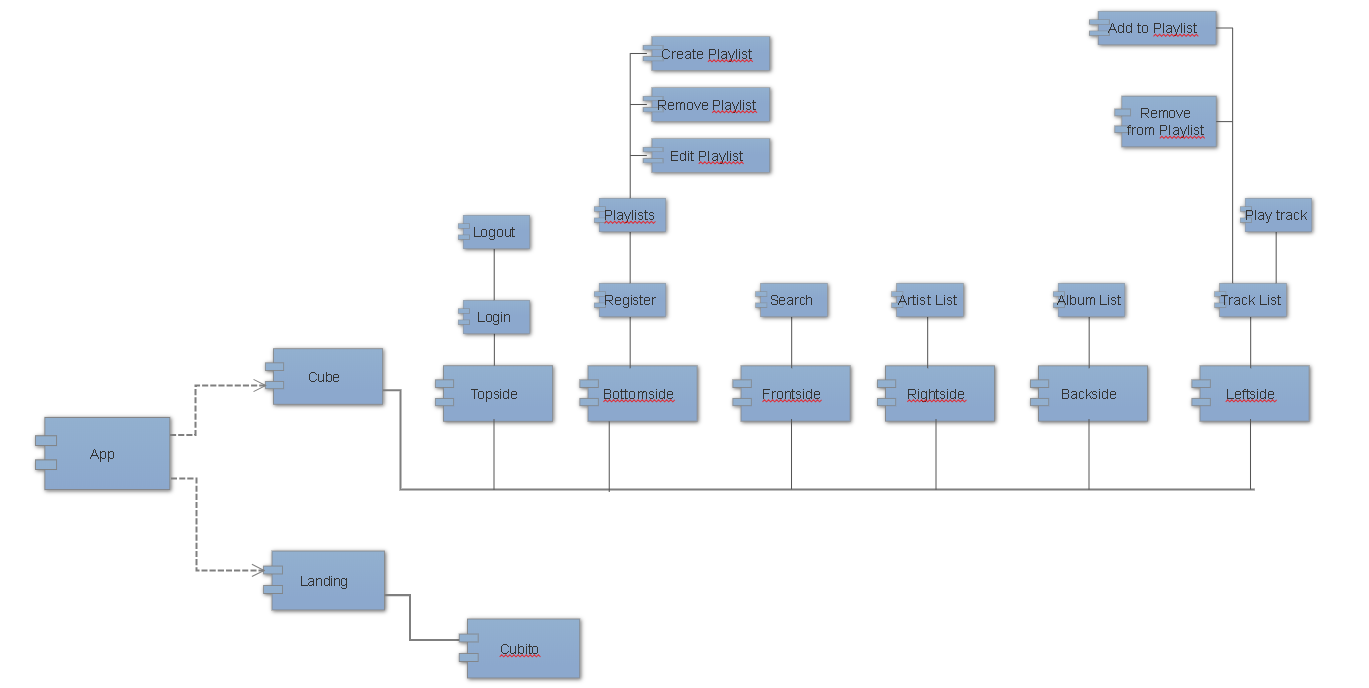 Add to Playlist
Create Playlist
Remove Playlist
Remove
from Playlist
Edit Playlist
Playlists
Play track
Logout
Register
Search
Artist List
Album List
Track List
Login
Cube
Topside
Bottomside
Frontside
Rightside
Backside
Leftside
App
Landing
Cubito